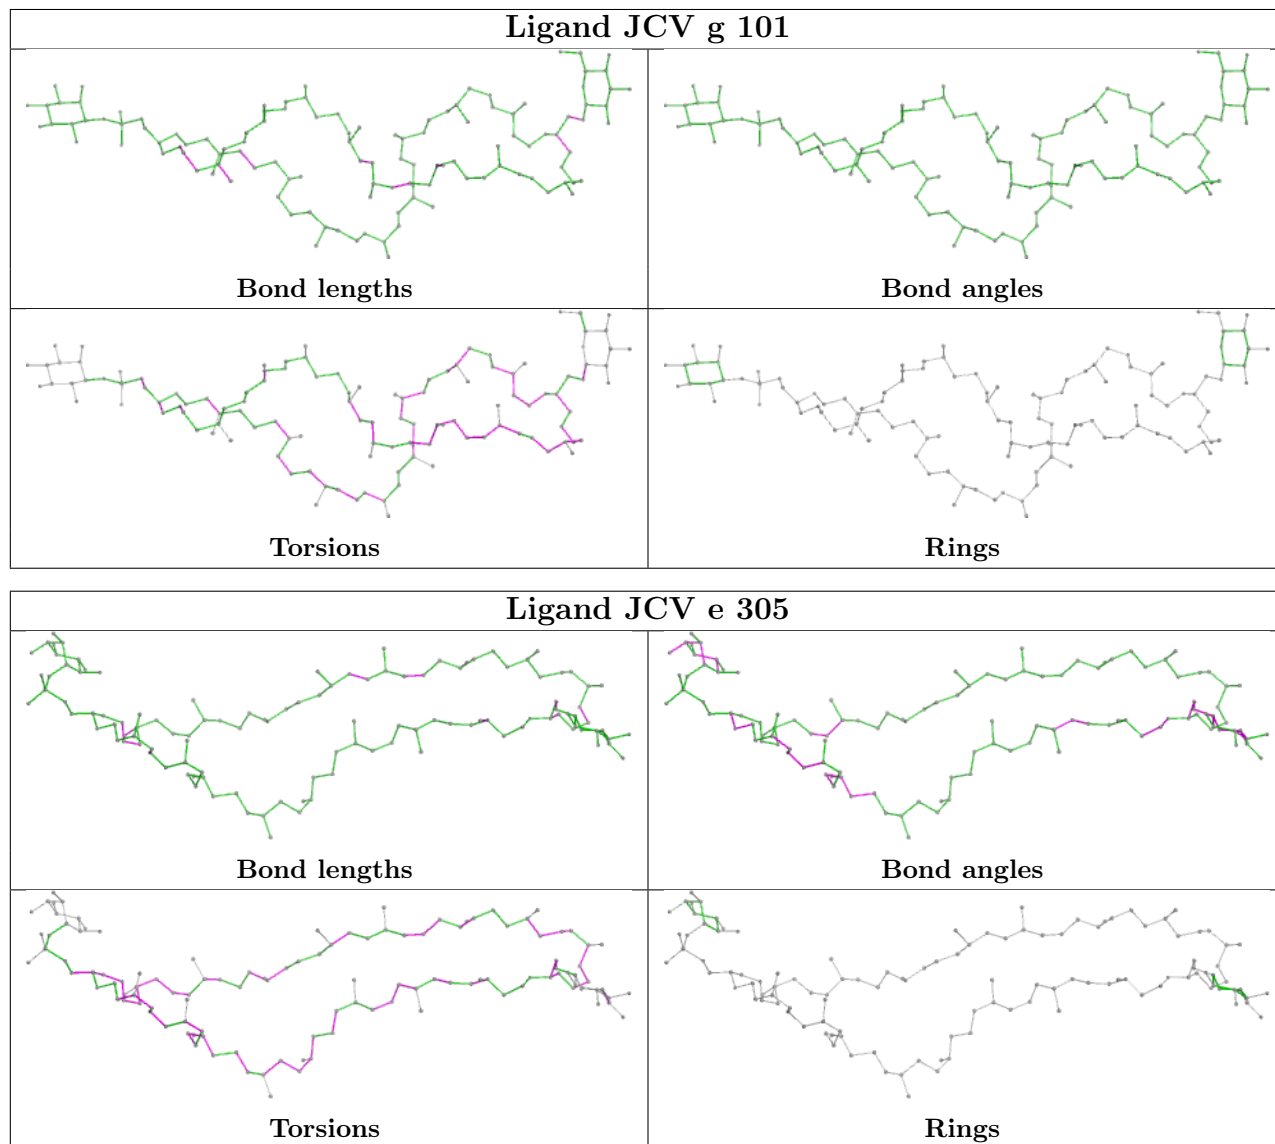 Ligand JCV g 101
Bond lengths
Bond angles
Torsions
Rings
Ligand JCV e 305
Bond lengths
Bond angles
Torsions
Rings